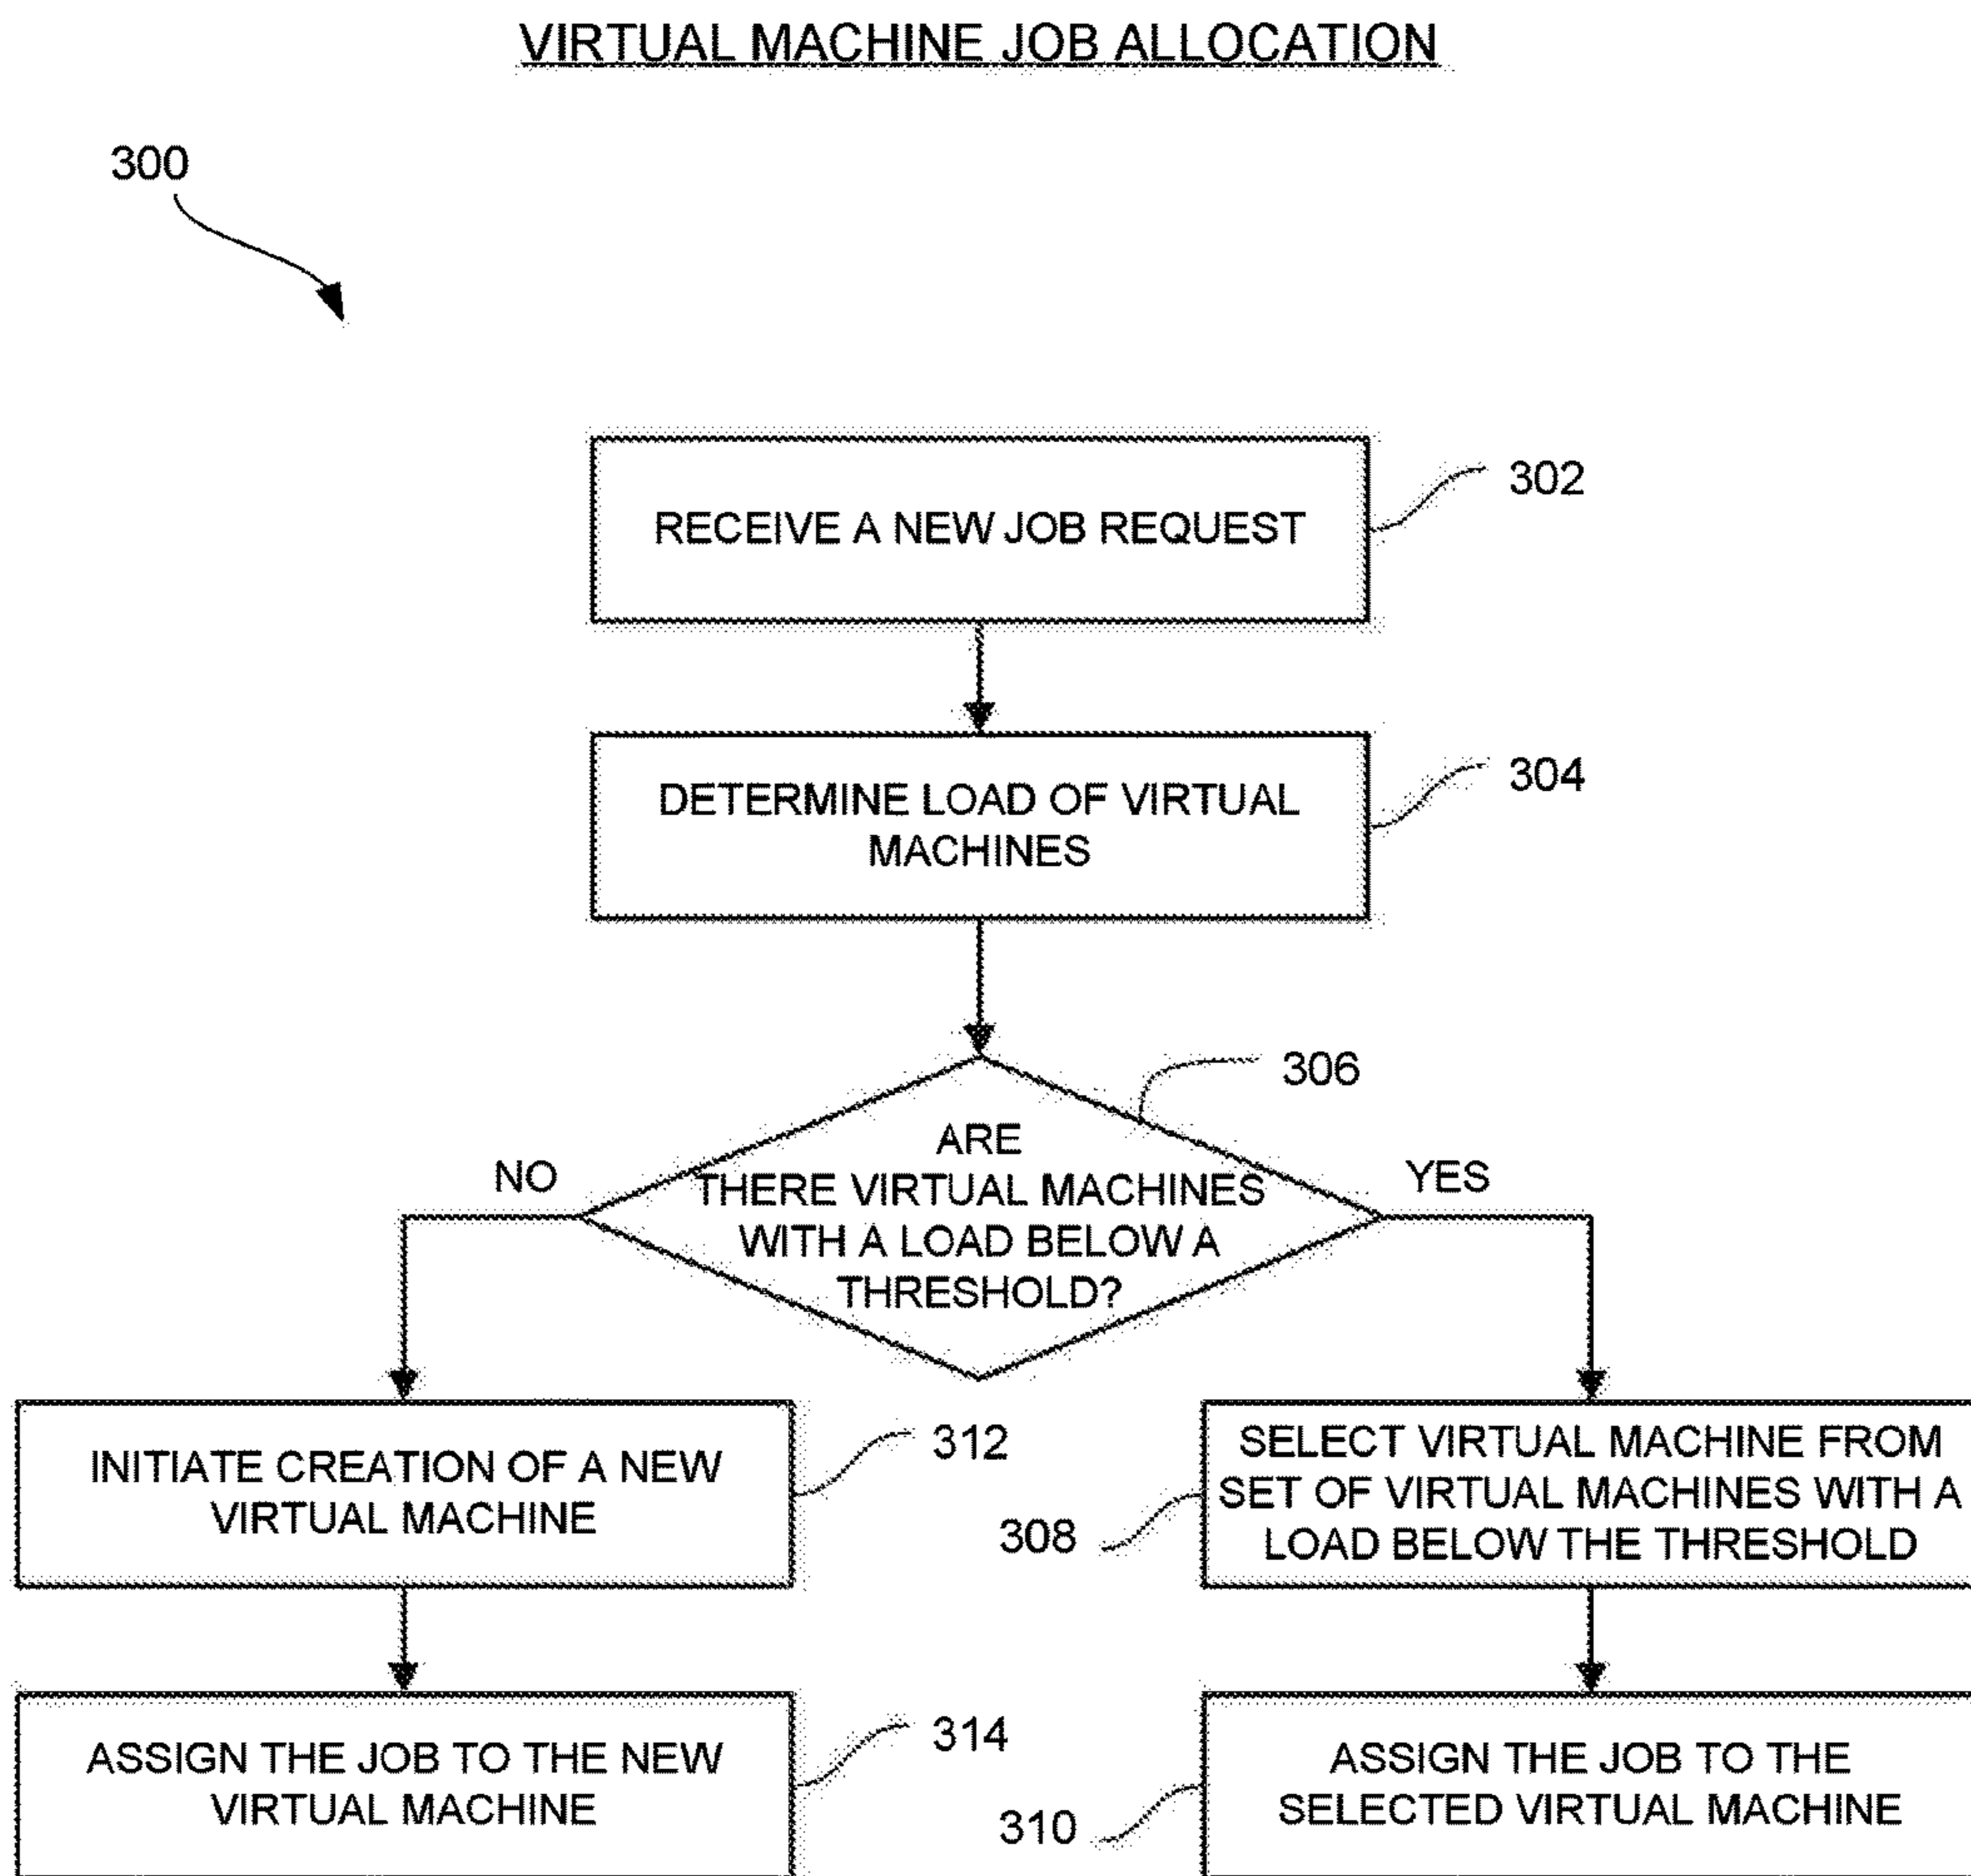 VIRTUAL MACHINE JOB ALLOCATION
300
RECEIVE A NEW JOB REQUEST
302
DETERMINE LOAD OF VIRTUAL
MACHINES
304
306
ARE
THERE VIRTUAL MACHINES
WITH A LOAD BELOW A
THRESHOLD?
NO
YES
INITIATE CREATION OF A NEW
VIRTUAL MACHINE
312
SELECT VIRTUAL MACHINE FROM
SET OF VIRTUAL MACHINES WITH A
LOAD BELOW THE THRESHOLD
308
ASSIGN THE JOB TO THE NEW
VIRTUAL MACHINE
314
ASSIGN THE JOB TO THE
SELECTED VIRTUAL MACHINE
310